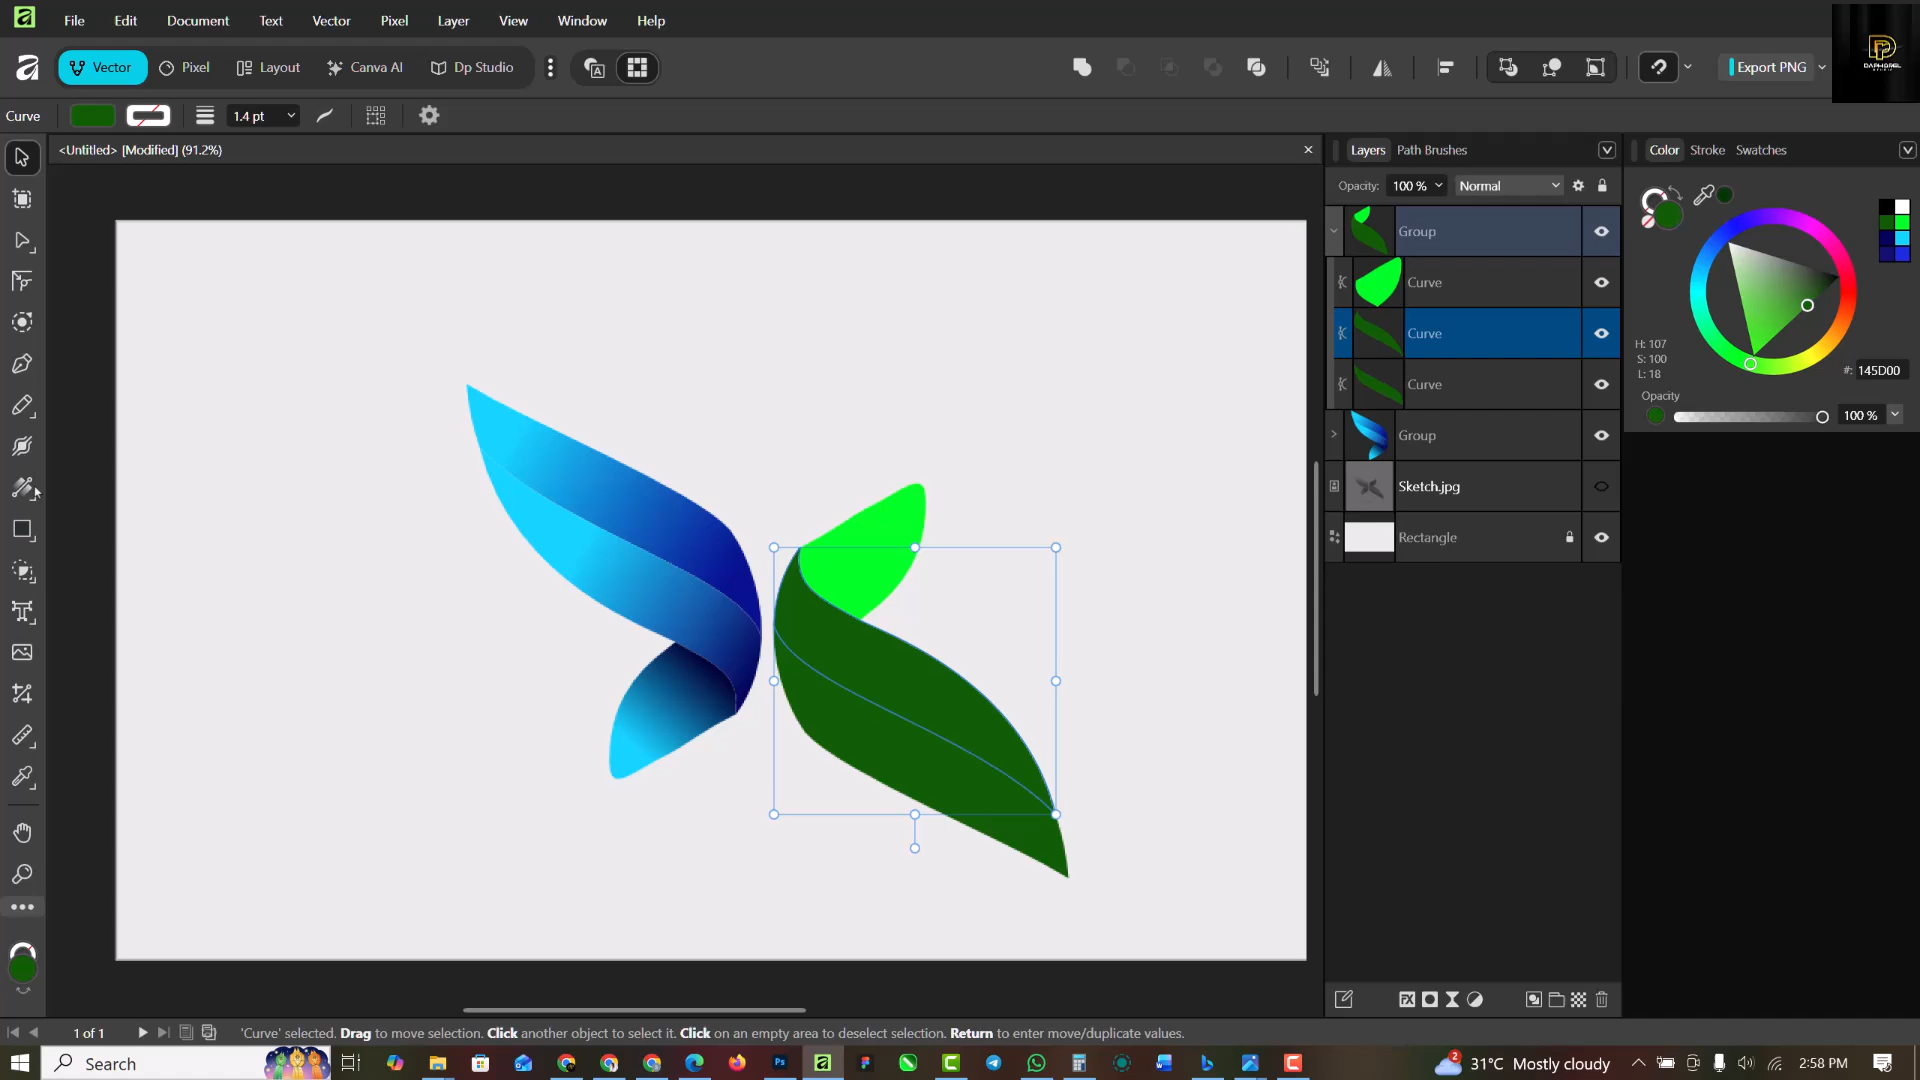 File Edit Document Text Vector Pixel Layer View Window Help
Vector Pixel Layout Canva AI Dp Studio Export PNG
DAPHOREL
Curve 1.4 pt
<Untitled> [Modified] (91.2%)
Layers Path Brushes
Color Stroke Swatches
Opacity: 100 % Normal
Group
Curve
Curve
Curve
Group
Sketch.jpg
Rectangle
H: 107
S: 100
L: 18
#: 145D00
Opacity
100 %
FX
1 of 1 'Curve' selected. Drag to move selection. Click another object to select it. Click on an empty area to deselect selection. Return to enter move/duplicate values.
Search 2 31°C Mostly cloudy 2:58 PM